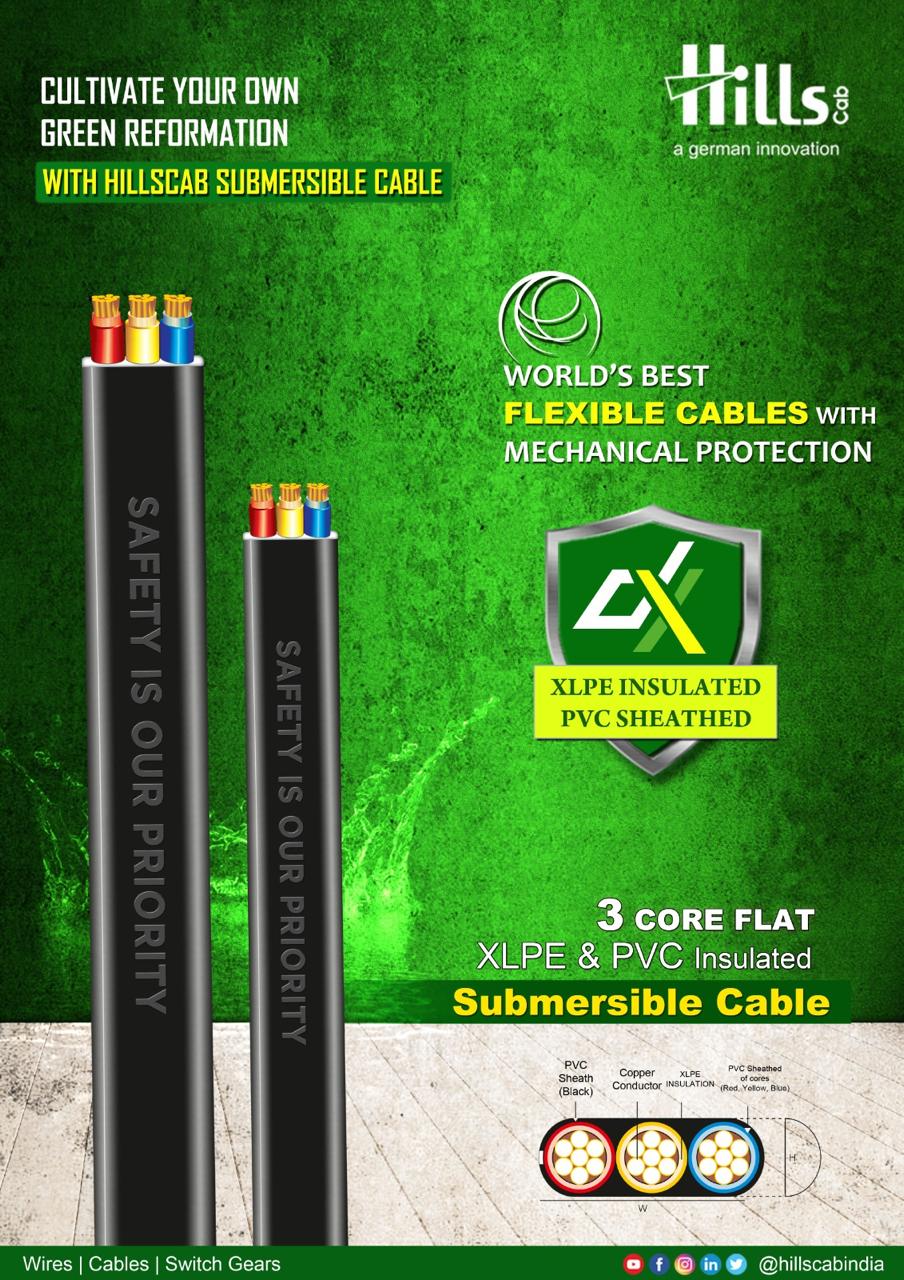 CULTIVATE YOUR OWN
GREEN REFORMATION
WITH HILLSCAB SUBMERSIBLE CABLE
Hills Cab
a german innovation
WORLD'S BEST
FLEXIBLE CABLES WITH
MECHANICAL PROTECTION
SAFETY IS OUR PRIORITY
SAFETY IS OUR PRIORITY
CX
XLPE INSULATED
PVC SHEATHED
3 CORE FLAT
XLPE & PVC Insulated
Submersible Cable
PVC
Sheath
(Black)
Copper
Conductor
XLPE
INSULATION
PVC Sheathed
of cores
(Red, Yellow, Blue)
H
W
Wires | Cables | Switch Gears
@hillscabindia